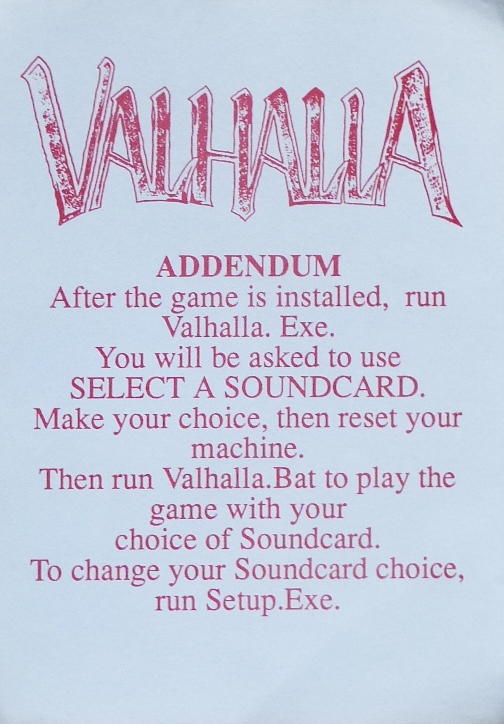 VALHALLA
ADDENDUM
After the game is installed, run
Valhalla. Exe.
You will be asked to use
SELECT A SOUNDCARD.
Make your choice, then reset your
machine.
Then run Valhalla.Bat to play the
game with your
choice of Soundcard.
To change your Soundcard choice,
run Setup.Exe.